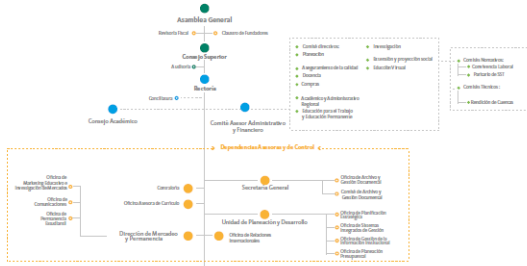 Asamblea General
Revisoría Fiscal
Claustro de Fundadores
Consejo Superior
Auditoría
Rectoría
Consejo Académico
Comité Asesor Administrativo
y Financiero
Comité directivos:
Planeación
Aseguramiento de la calidad
Docencia
Compras
Académico y Administrativo
Regional
Educación para el Trabajo
y Educación Permanente
Investigación
Extensión y proyección social
Educación Virtual
Comités Normativos:
Convivencia Laboral
Paritario de SST
Comités Técnicos:
Rendición de Cuentas
Dependencias Asesoras y de Control
Oficina de
Marketing Educativo e
Investigación de Mercados
Oficina de
Comunicaciones
Oficina de
Permanencia
Estudiantil
Dirección de Mercadeo
y Permanencia
Oficina Asesora de Currículo
Secretaría General
Oficina de Archivo y
Gestión Documental
Comité de Archivo y
Gestión Documental
Unidad de Planeación y Desarrollo
Oficina de Relaciones
Internacionales
Oficina de Planificación
Estratégica
Oficina de Sistemas
Integrados de Gestión
Oficina de Gestión de la
Información Institucional
Oficina de Planeación
Presupuestal